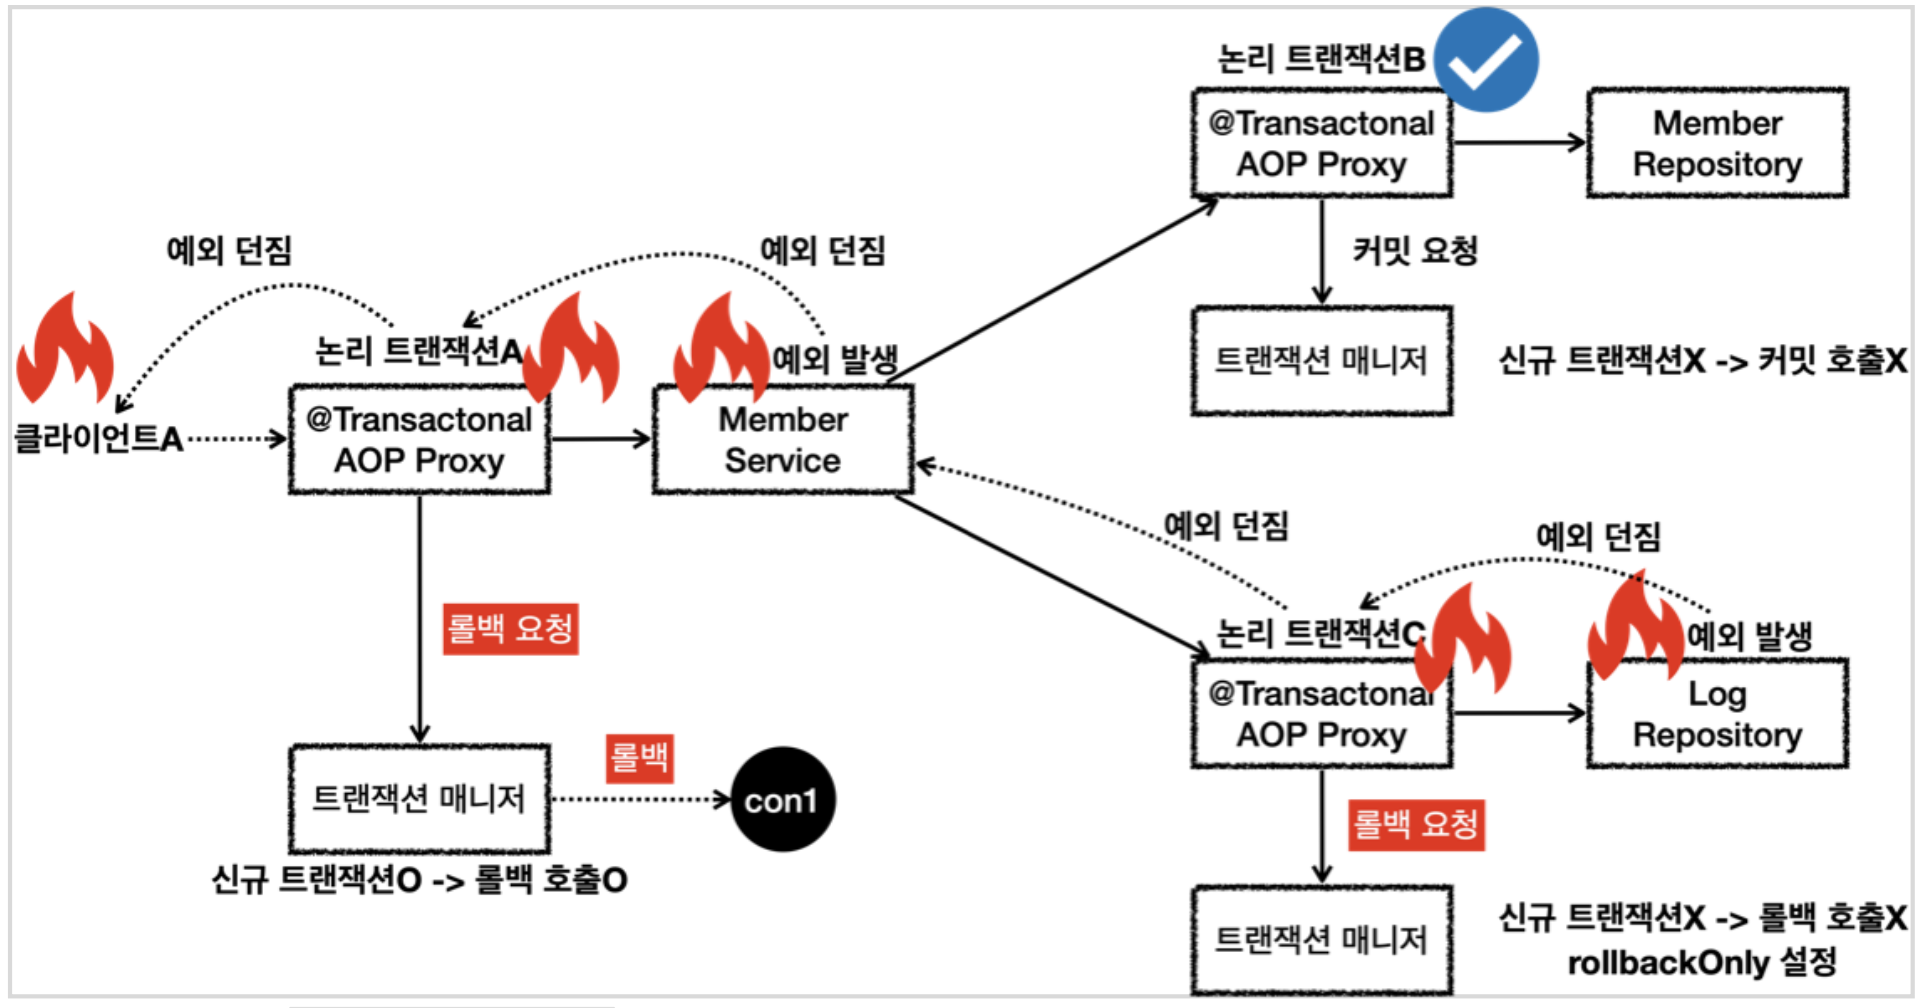 논리 트랜잭션B
@Transactonal
AOP Proxy
Member
Repository
커밋 요청
트랜잭션 매니저
신규 트랜잭션X -> 커밋 호출X
예외 던짐
예외 던짐
논리 트랜잭션A
예외 발생
클라이언트A
@Transactonal
AOP Proxy
Member
Service
롤백 요청
트랜잭션 매니저
롤백
con1
신규 트랜잭션O -> 롤백 호출O
예외 던짐
예외 던짐
논리 트랜잭션C
예외 발생
@Transactonal
AOP Proxy
Log
Repository
롤백 요청
트랜잭션 매니저
신규 트랜잭션X -> 롤백 호출X
rollbackOnly 설정